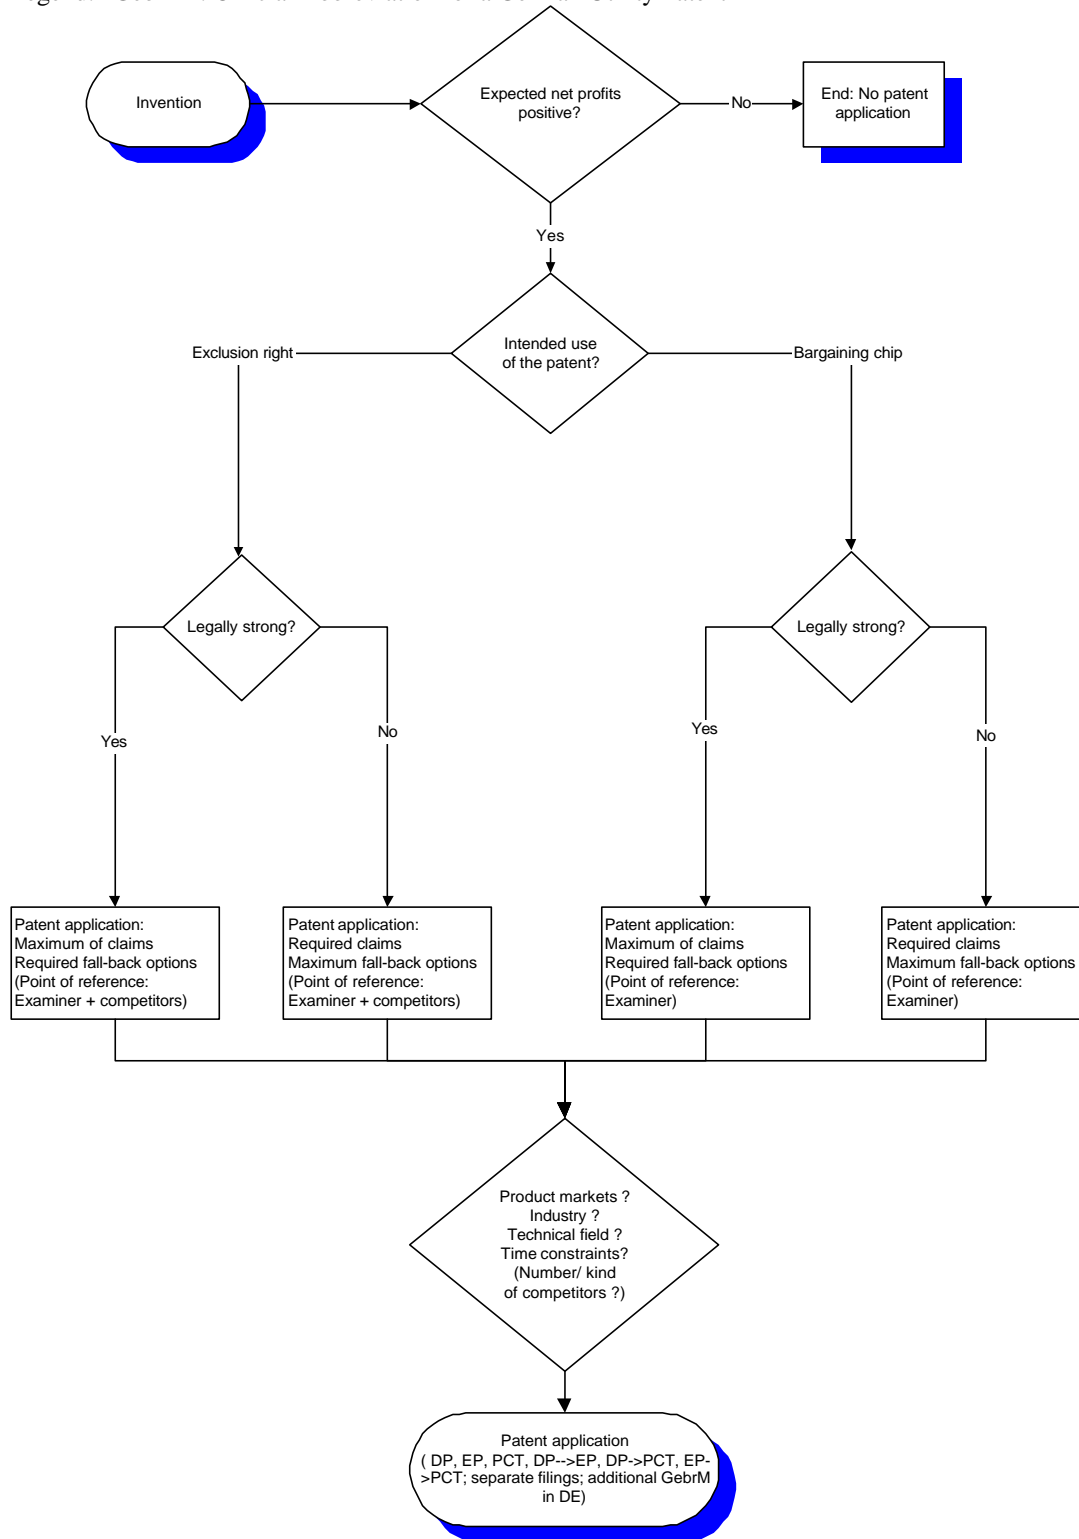 Invention
Expected net profits
positive?
No
End: No patent
application
Yes
Intended use
of the patent?
Exclusion right
Bargaining chip
Legally strong?
Legally strong?
Yes
No
Yes
No
Patent application:
Maximum of claims
Required fall-back options
(Point of reference:
Examiner + competitors)
Patent application:
Required claims
Maximum fall-back options
(Point of reference:
Examiner + competitors)
Patent application:
Maximum of claims
Required fall-back options
(Point of reference:
Examiner)
Patent application:
Required claims
Maximum fall-back options
(Point of reference:
Examiner)
Product markets ?
Industry ?
Technical field ?
Time constraints?
(Number/ kind
of competitors ?)
Patent application
( DP, EP, PCT, DP-->EP, DP->PCT, EP-
>PCT; separate filings; additional GebrM
in DE)